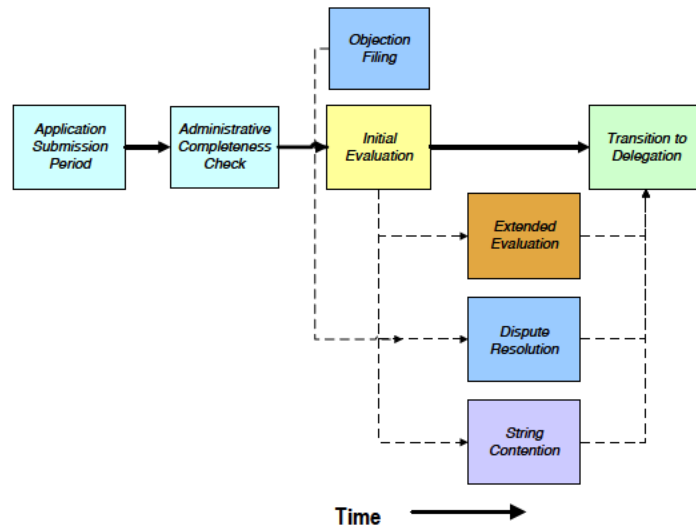 Objection
Filing
Application
Submission
Period
Administrative
Completeness
Check
Initial
Evaluation
Transition to
Delegation
Extended
Evaluation
Dispute
Resolution
String
Contention
Time